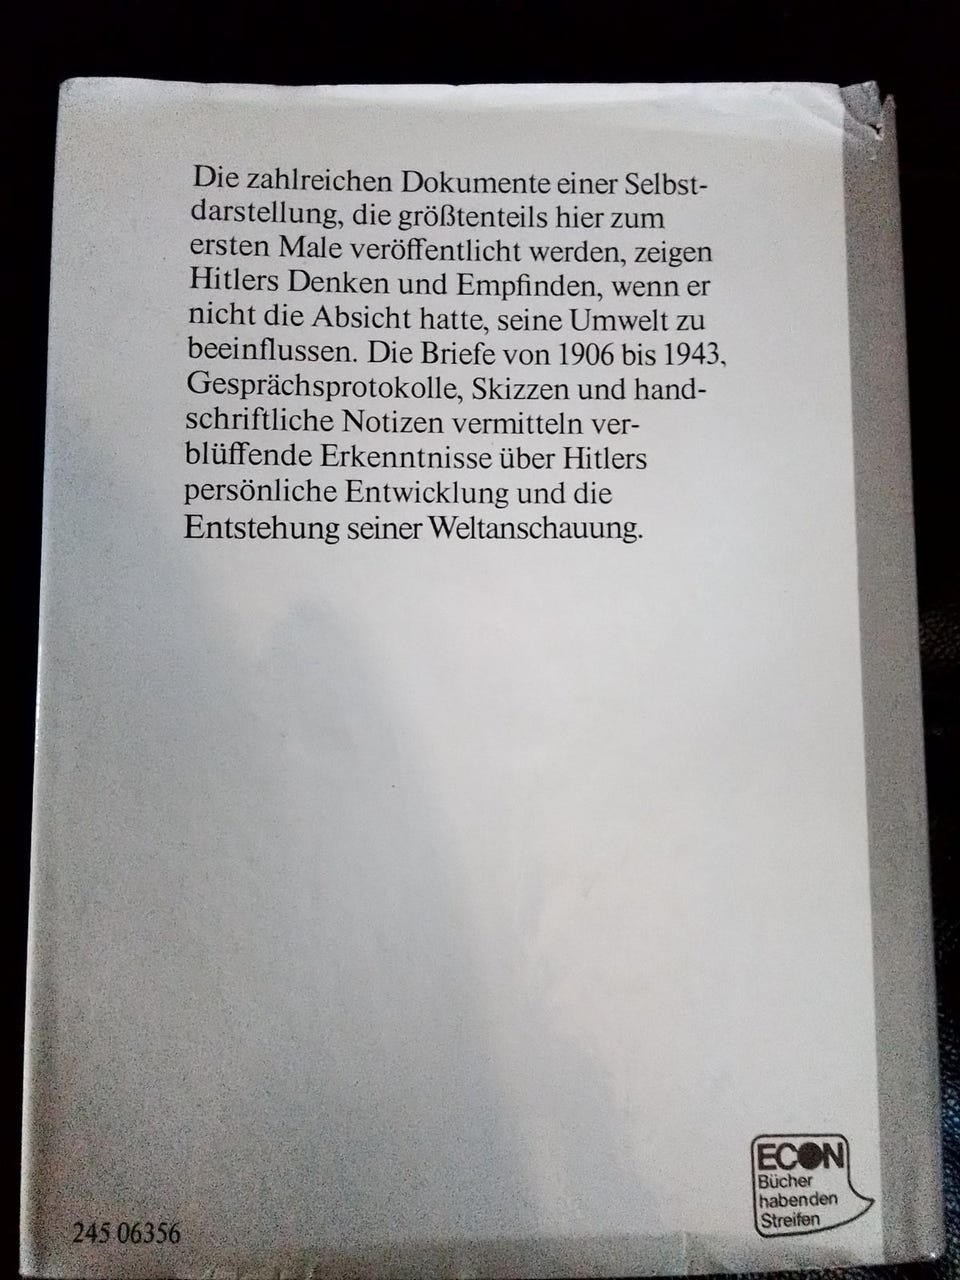 Die zahlreichen Dokumente einer Selbst-
darstellung, die größtenteils hier zum
ersten Male veröffentlicht werden, zeigen
Hitlers Denken und Empfinden, wenn er
nicht die Absicht hatte, seine Umwelt zu
beeinflussen. Die Briefe von 1906 bis 1943,
Gesprächsprotokolle, Skizzen und hand-
schriftliche Notizen vermitteln ver-
blüffende Erkenntnisse über Hitlers
persönliche Entwicklung und die
Entstehung seiner Weltanschauung.
ECON
Bücher
habenden
Streifen
245 06356